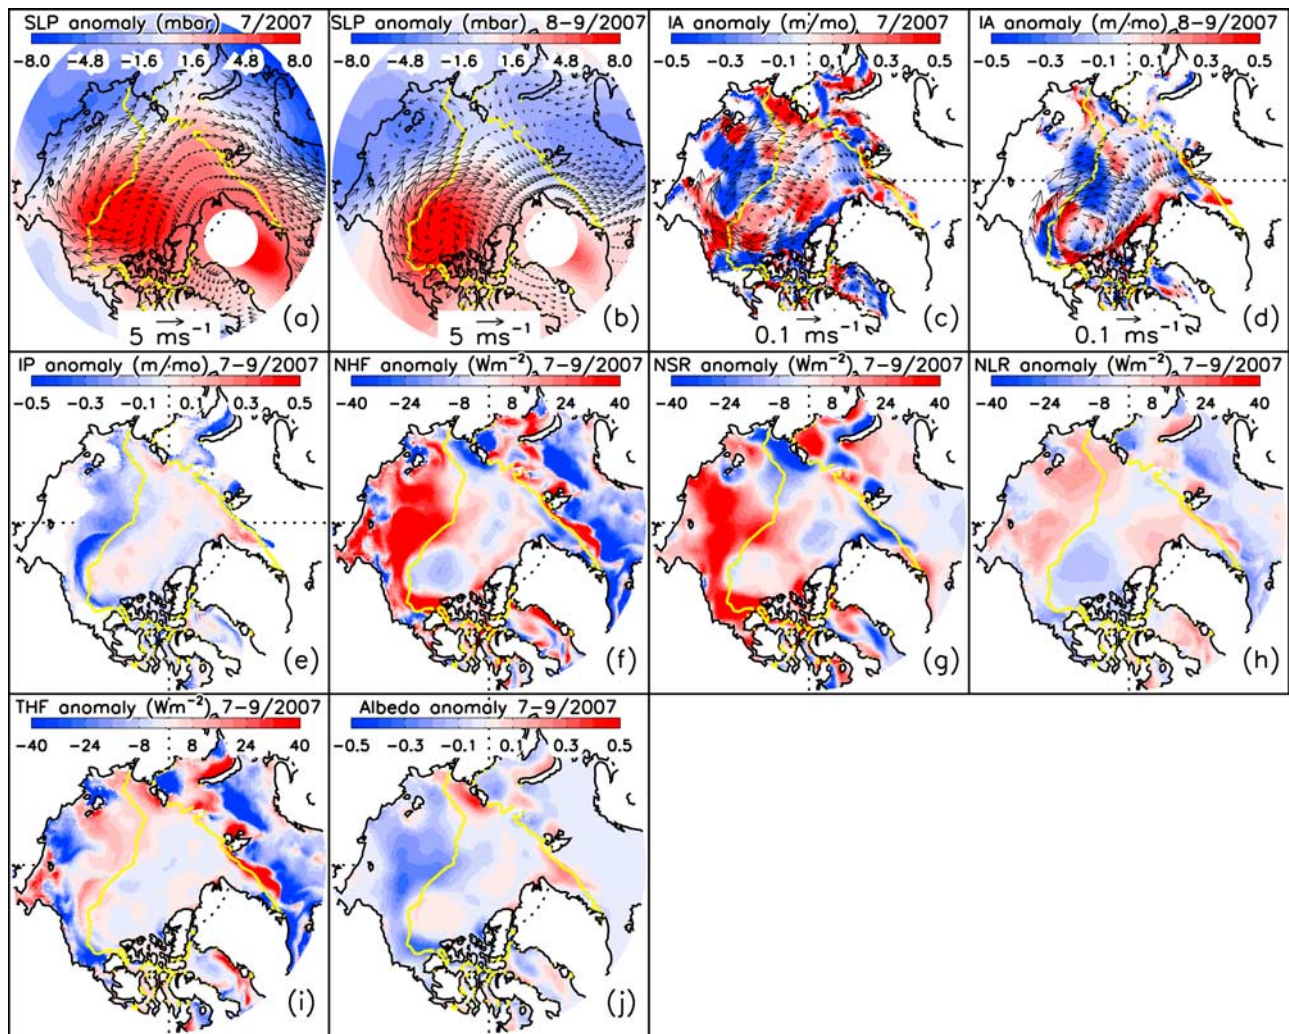 SLP anomaly (mbar) 7/2007
-8.0 -4.8 -1.6 1.6 4.8 8.0
5 ms⁻¹
(a)
SLP anomaly (mbar) 8-9/2007
-8.0 -4.8 -1.6 1.6 4.8 8.0
5 ms⁻¹
(b)
IA anomaly (m/mo) 7/2007
-0.5 -0.3 -0.1 0.1 0.3 0.5
0.1 ms⁻¹
(c)
IA anomaly (m/mo) 8-9/2007
-0.5 -0.3 -0.1 0.1 0.3 0.5
0.1 ms⁻¹
(d)
IP anomaly (m/mo) 7-9/2007
-0.5 -0.3 -0.1 0.1 0.3 0.5
(e)
NHF anomaly (Wm⁻²) 7-9/2007
-40 -24 -8 8 24 40
(f)
NSR anomaly (Wm⁻²) 7-9/2007
-40 -24 -8 8 24 40
(g)
NLR anomaly (Wm⁻²) 7-9/2007
-40 -24 -8 8 24 40
(h)
THF anomaly (Wm⁻²) 7-9/2007
-40 -24 -8 8 24 40
(i)
Albedo anomaly 7-9/2007
-0.5 -0.3 -0.1 0.1 0.3 0.5
(j)